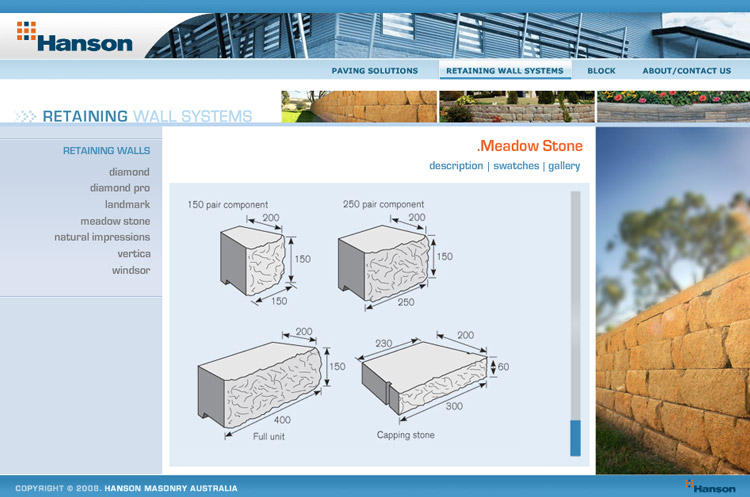 Hanson
PAVING SOLUTIONS
RETAINING WALL SYSTEMS
BLOCK
ABOUT/CONTACT US
RETAINING WALL SYSTEMS
RETAINING WALLS
diamond
diamond pro
landmark
meadow stone
natural impressions
vertica
windsor
.Meadow Stone
description | swatches | gallery
150 pair component
200
150
150
250 pair component
200
150
250
200
150
400
Full unit
230
200
60
300
Capping stone
COPYRIGHT © 2008. HANSON MASONRY AUSTRALIA
Hanson